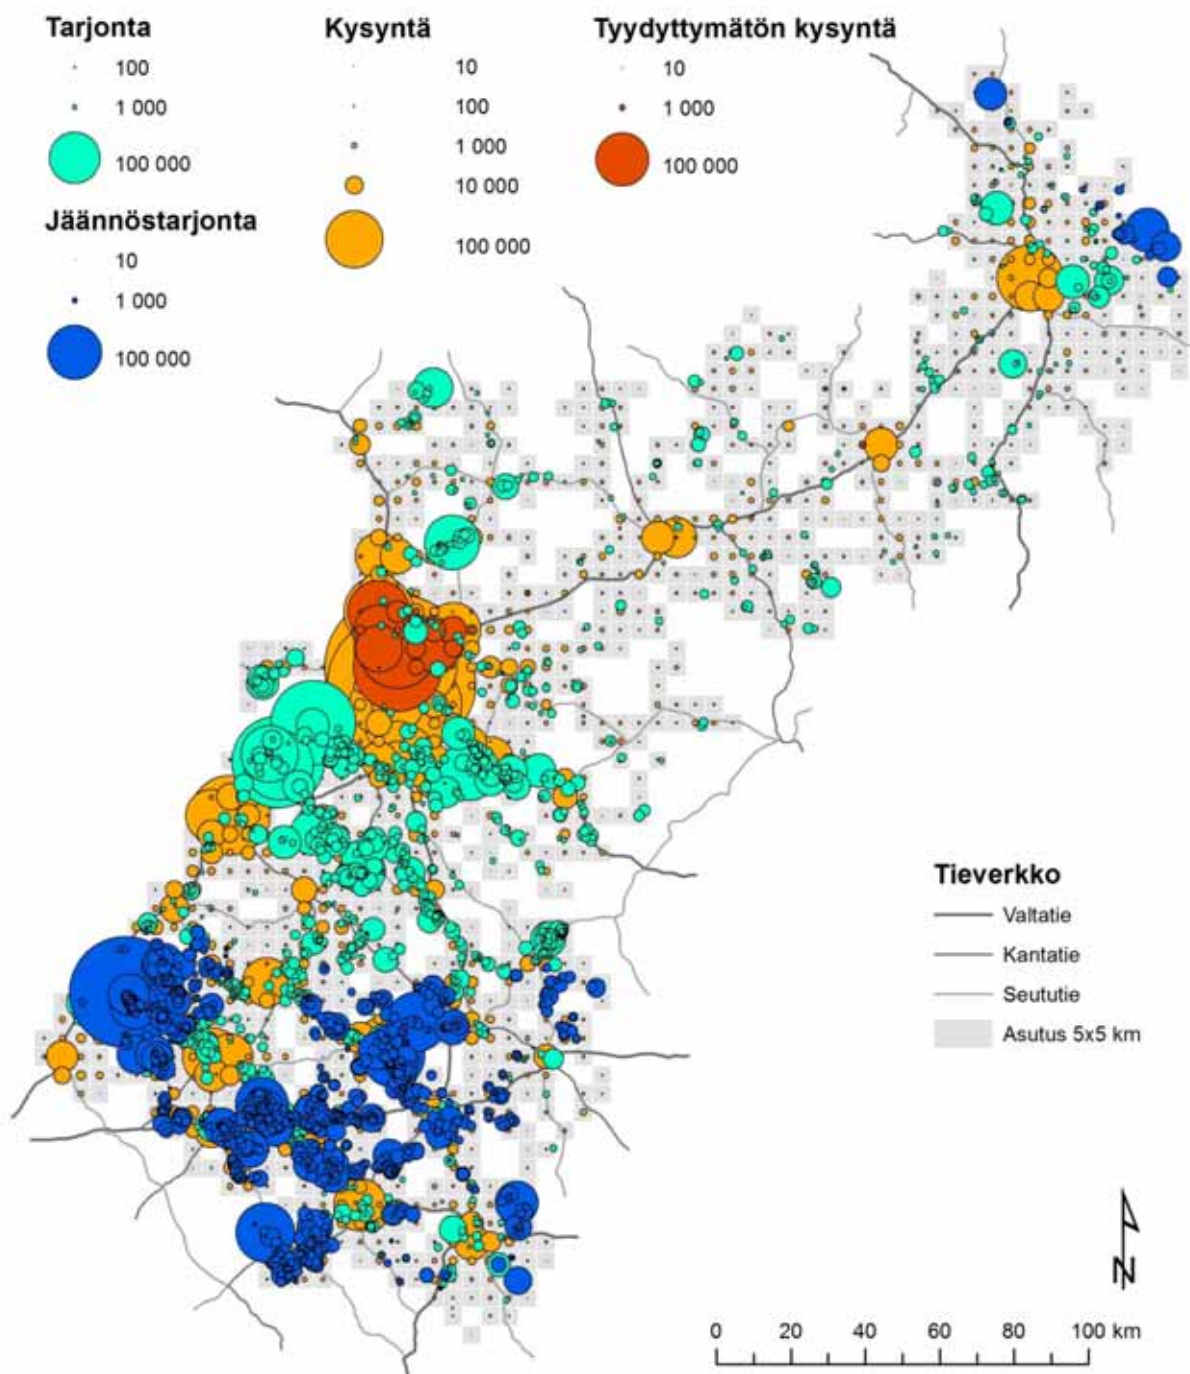 Tarjonta
100
1 000
100 000
Jäännöstarjonta
10
1 000
100 000
Kysyntä
10
100
1 000
10 000
100 000
Tyydyttymätön kysyntä
10
1 000
100 000
Tieverkko
Valtatie
Kantatie
Seututie
Asutus 5x5 km
N
0 20 40 60 80 100 km